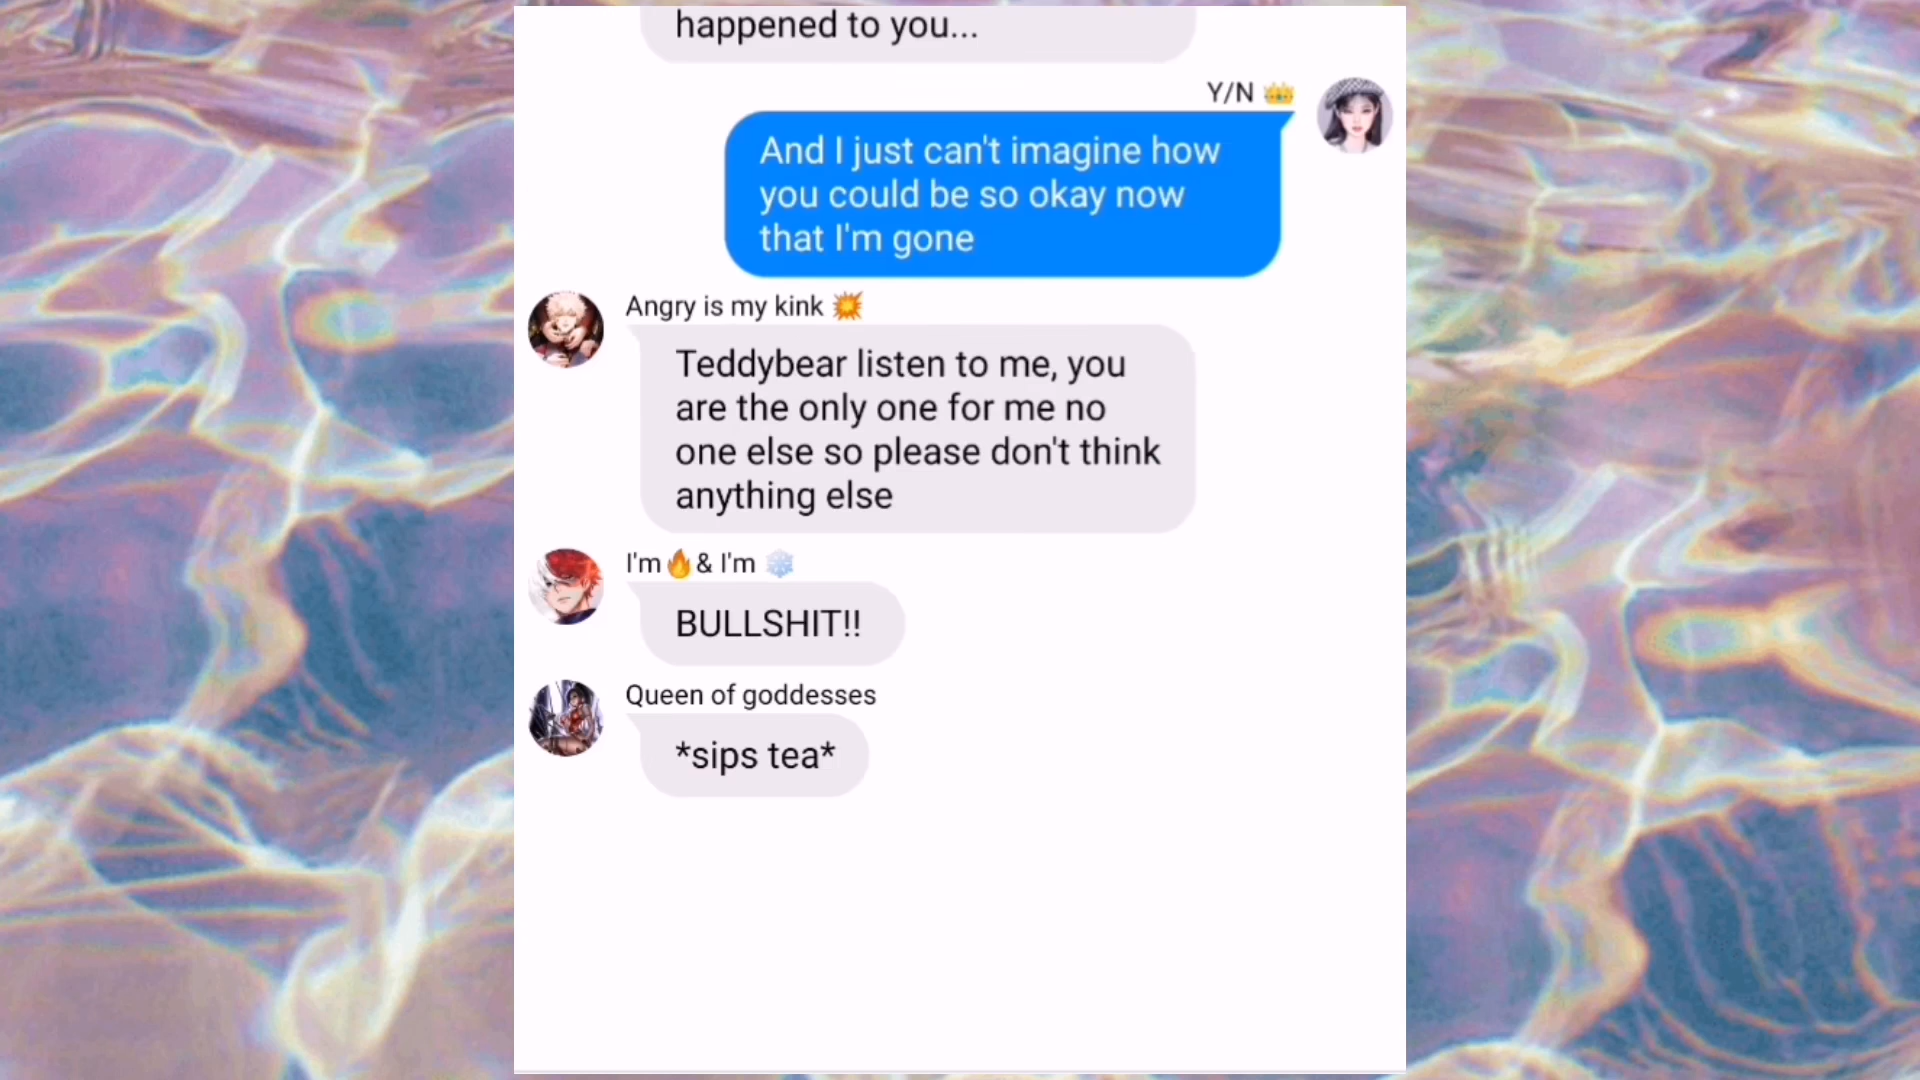 happened to you...
Y/N 👑
And I just can't imagine how
you could be so okay now
that I'm gone
Angry is my kink 💥
Teddybear listen to me, you
are the only one for me no
one else so please don't think
anything else
I'm🔥& I'm ❄️
BULLSHIT!!
Queen of goddesses
*sips tea*